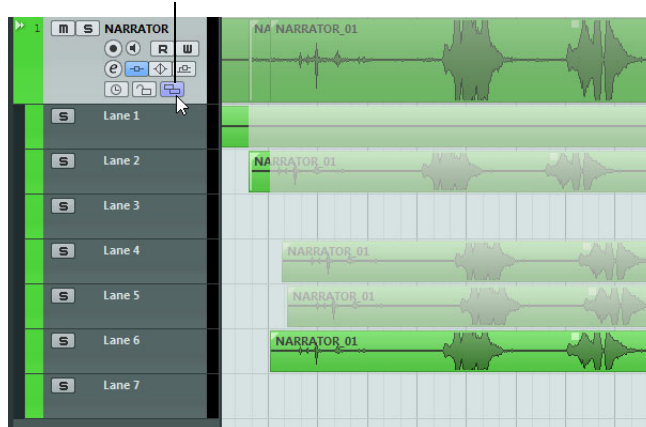 1 m S NARRATOR
R W
e
NA NARRATOR_01
S Lane 1
S Lane 2
NARRATOR_01
S Lane 3
S Lane 4
NARRATOR_01
S Lane 5
NARRATOR_01
S Lane 6
NARRATOR_01
S Lane 7